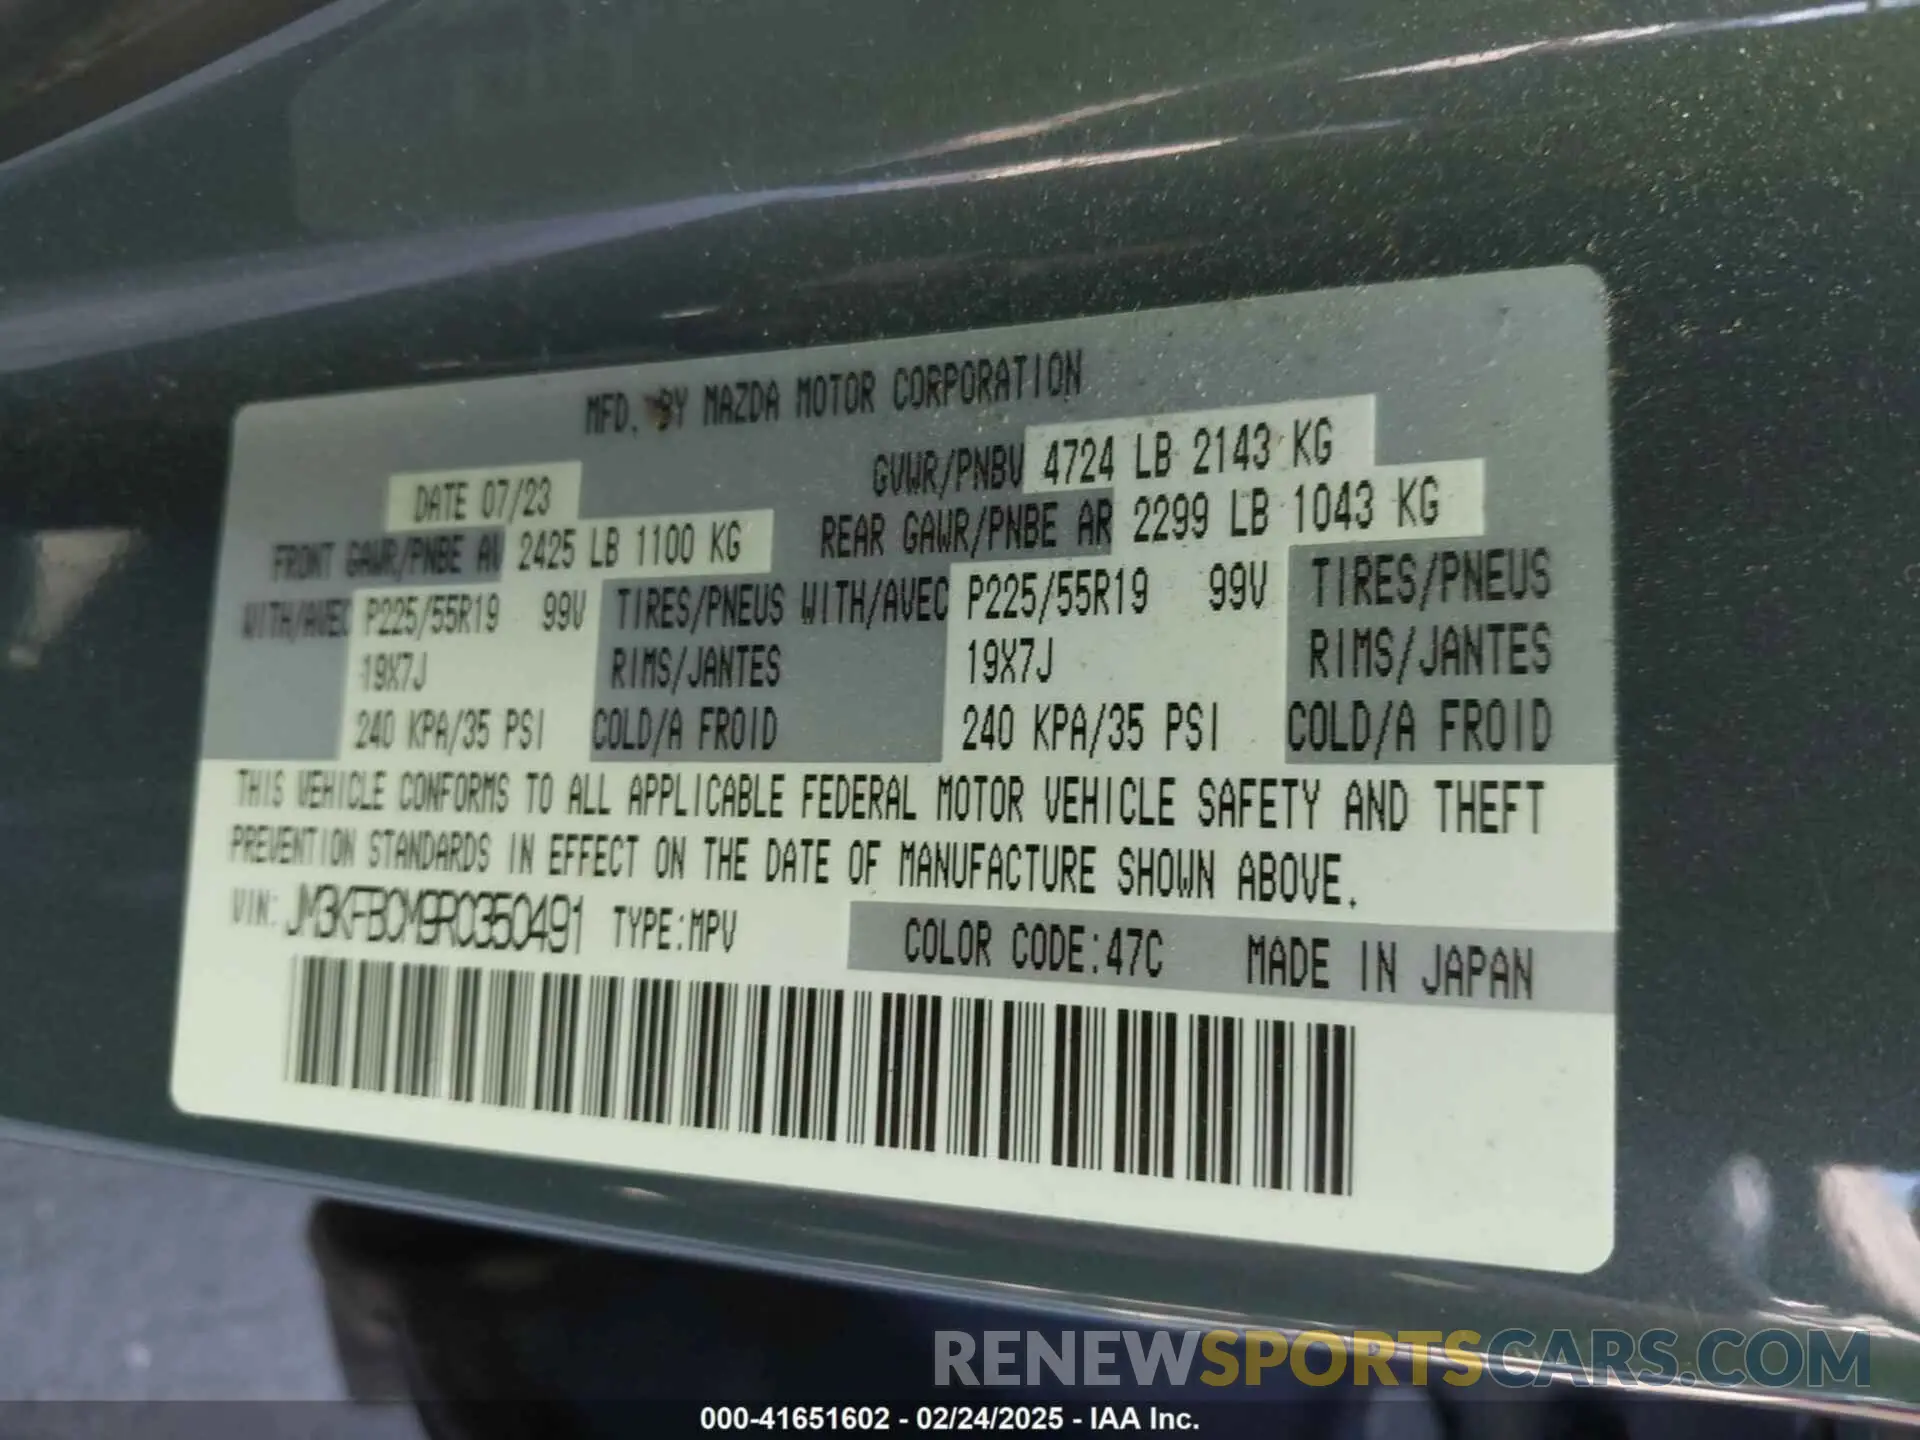 MFD. BY MAZDA MOTOR CORPORATION
DATE 07/23 GVWR/PNBV 4724 LB 2143 KG
FRONT GAWR/PNBE AV 2425 LB 1100 KG REAR GAWR/PNBE AR 2299 LB 1043 KG
WITH/AVEC P225/55R19 99V TIRES/PNEUS WITH/AVEC P225/55R19 99V TIRES/PNEUS
19X7J RIMS/JANTES 19X7J RIMS/JANTES
240 KPA/35 PSI COLD/A FROID 240 KPA/35 PSI COLD/A FROID
THIS VEHICLE CONFORMS TO ALL APPLICABLE FEDERAL MOTOR VEHICLE SAFETY AND THEFT
PREVENTION STANDARDS IN EFFECT ON THE DATE OF MANUFACTURE SHOWN ABOVE.
VIN: JM3KFBCM9R0350491 TYPE:MPV COLOR CODE:47C MADE IN JAPAN
RENEWSPORTSCARS.COM
000-41651602 - 02/24/2025 - IAA Inc.